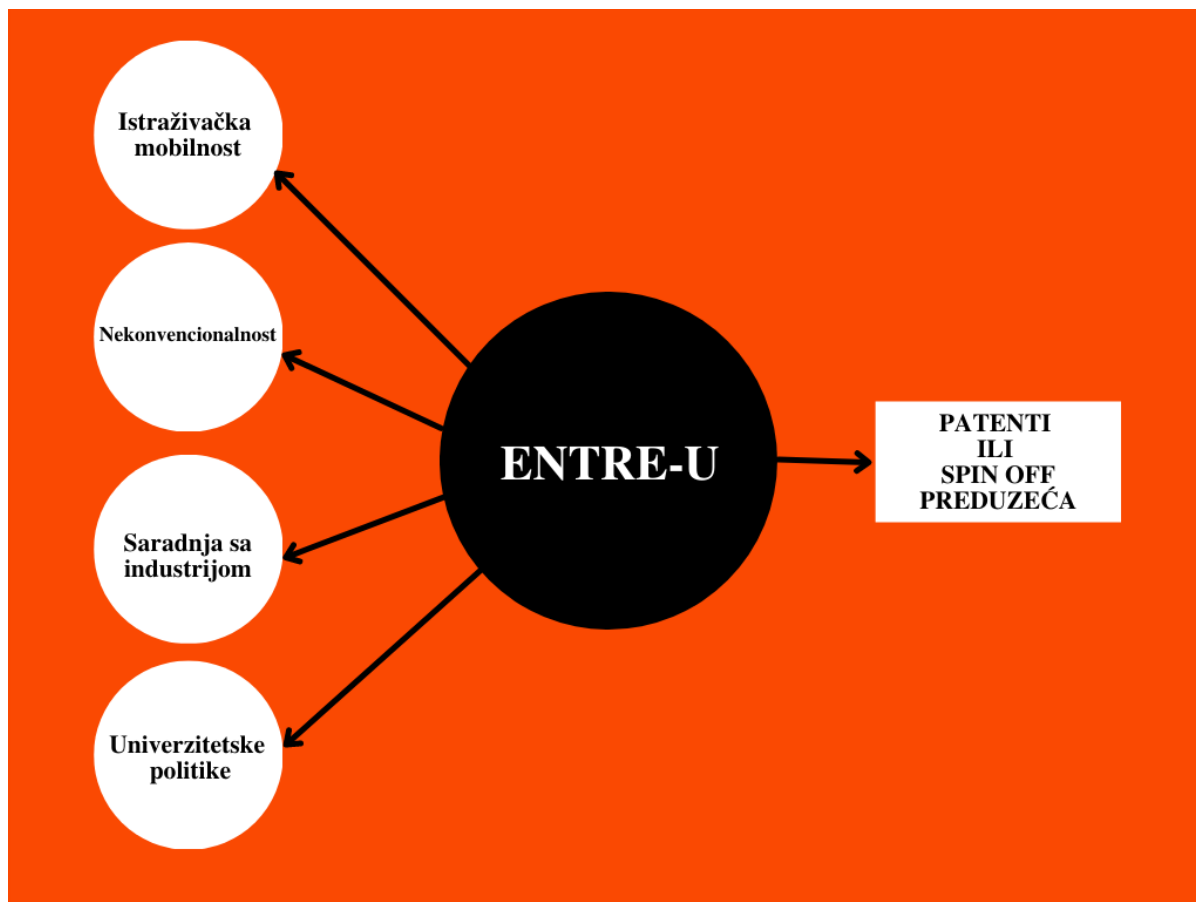 Istraživačka
mobilnost
Nekonvencionalnost
Saradnja sa
industrijom
Univerzitetske
politike
ENTRE-U
PATENTI
ILI
SPIN OFF
PREDUZEĆA